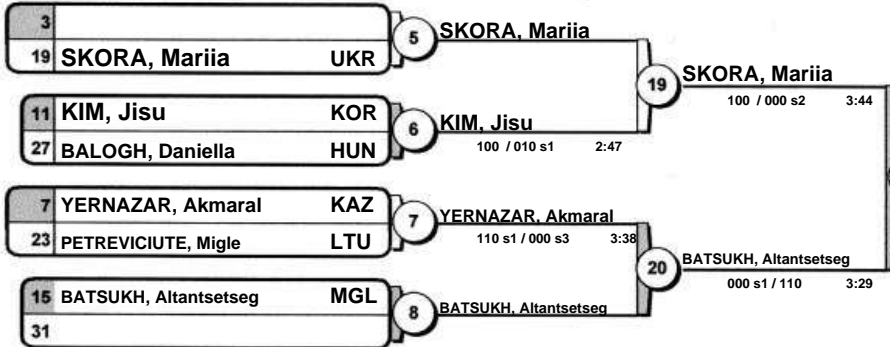 3
19 SKORA, Mariia UKR
5
SKORA, Mariia
11 KIM, Jisu KOR
27 BALOGH, Daniella HUN
6
KIM, Jisu
100 / 010 s1 2:47
19
SKORA, Mariia
100 / 000 s2 3:44
7 YERNAZAR, Akmaral KAZ
23 PETREVICIUTE, Migle LTU
7
YERNAZAR, Akmaral
110 s1 / 000 s3 3:38
15 BATSUKH, Altantsetseg MGL
31
8
BATSUKH, Altantsetseg
20
BATSUKH, Altantsetseg
000 s1 / 110 3:29